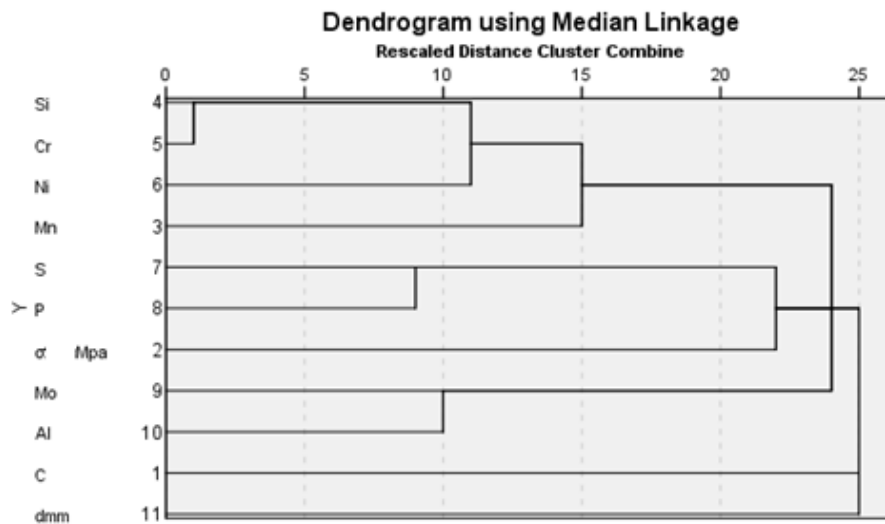 Dendrogram using Median Linkage
Rescaled Distance Cluster Combine
0 5 10 15 20 25
Si 4
Cr 5
Ni 6
Mn 3
S 7
Y P 8
σ Mpa 2
Mo 9
Al 10
C 1
dmm 11